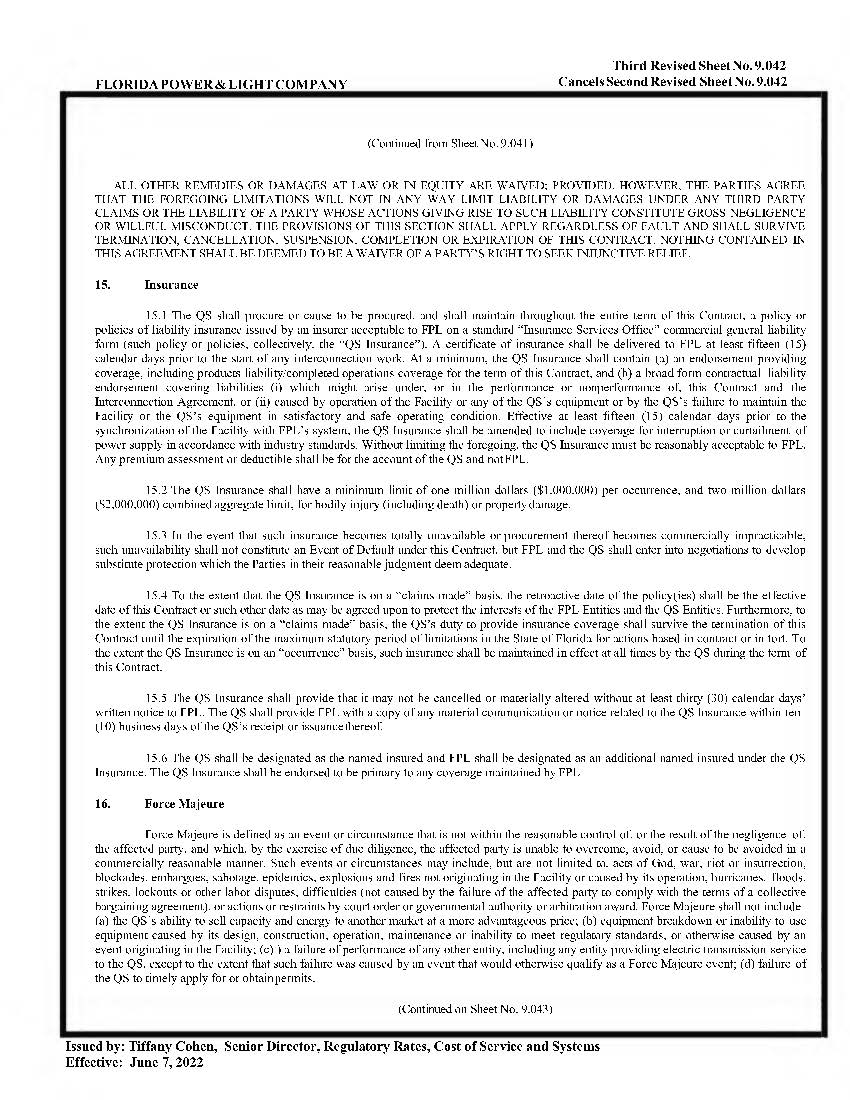 Third Revised Sheet No. 9.042
FLORIDA POWER & LIGHT COMPANY
Cancels Second Revised Sheet No. 9.042
(Continued from Sheet No. 9.041)
ALL OTHER REMEDIES OR DAMAGES AT LAW OR IN EQUITY ARE WAIVED; PROVIDED, HOWEVER, THE PARTIES AGREE
THAT THE FOREGOING LIMITATIONS WILL NOT IN ANY WAY LIMIT LIABILITY OR DAMAGES UNDER ANY THIRD PARTY
CLAIMS OR THE LIABILITY OF A PARTY WHOSE ACTIONS GIVING RISE TO SUCH LIABILITY CONSTITUTE GROSS NEGLIGENCE
OR WILLFUL MISCONDUCT. THE PROVISIONS OF THIS SECTION SHALL APPLY REGARDLESS OF FAULT AND SHALL SURVIVE
TERMINATION, CANCELLATION, SUSPENSION, COMPLETION OR EXPIRATION OF THIS CONTRACT. NOTHING CONTAINED IN
THIS AGREEMENT SHALL BE DEEMED TO BE A WAIVER OF A PARTY'S RIGHT TO SEEK INJUNCTIVE RELIEF.
15. Insurance
15.1 The QS shall procure or cause to be procured, and shall maintain throughout the entire term of this Contract, a policy or
policies of liability insurance issued by an insurer acceptable to FPL on a standard “Insurance Services Office” commercial general liability
form (such policy or policies, collectively, the “QS Insurance”). A certificate of insurance shall be delivered to FPL at least fifteen (15)
calendar days prior to the start of any interconnection work. At a minimum, the QS Insurance shall contain (a) an endorsement providing
coverage, including products liability/completed operations coverage for the term of this Contract, and (b) a broad form contractual liability
endorsement covering liabilities (i) which might arise under, or in the performance or nonperformance of, this Contract and the
Interconnection Agreement, or (ii) caused by operation of the Facility or any of the QS's equipment or by the QS's failure to maintain the
Facility or the QS's equipment in satisfactory and safe operating condition. Effective at least fifteen (15) calendar days prior to the
synchronization of the Facility with FPL's system, the QS Insurance shall be amended to include coverage for interruption or curtailment of
power supply in accordance with industry standards. Without limiting the foregoing, the QS Insurance must be reasonably acceptable to FPL.
Any premium assessment or deductible shall be for the account of the QS and not FPL.
15.2 The QS Insurance shall have a minimum limit of one million dollars ($1,000,000) per occurrence, and two million dollars
($2,000,000) combined aggregate limit, for bodily injury (including death) or property damage.
15.3 In the event that such insurance becomes totally unavailable or procurement thereof becomes commercially impracticable,
such unavailability shall not constitute an Event of Default under this Contract, but FPL and the QS shall enter into negotiations to develop
substitute protection which the Parties in their reasonable judgment deem adequate.
15.4 To the extent that the QS Insurance is on a “claims made” basis, the retroactive date of the policy(ies) shall be the effective
date of this Contract or such other date as may be agreed upon to protect the interests of the FPL Entities and the QS Entities. Furthermore, to
the extent the QS Insurance is on a “claims made” basis, the QS's duty to provide insurance coverage shall survive the termination of this
Contract until the expiration of the maximum statutory period of limitations in the State of Florida for actions based in contract or in tort. To
the extent the QS Insurance is on an “occurrence” basis, such insurance shall be maintained in effect at all times by the QS during the term of
this Contract.
15.5 The QS Insurance shall provide that it may not be cancelled or materially altered without at least thirty (30) calendar days'
written notice to FPL. The QS shall provide FPL with a copy of any material communication or notice related to the QS Insurance within ten
(10) business days of the QS's receipt or issuance thereof.
15.6 The QS shall be designated as the named insured and FPL shall be designated as an additional named insured under the QS
Insurance. The QS Insurance shall be endorsed to be primary to any coverage maintained by FPL.
16. Force Majeure
Force Majeure is defined as an event or circumstance that is not within the reasonable control of, or the result of the negligence of,
the affected party, and which, by the exercise of due diligence, the affected party is unable to overcome, avoid, or cause to be avoided in a
commercially reasonable manner. Such events or circumstances may include, but are not limited to, acts of God, war, riot or insurrection,
blockades, embargoes, sabotage, epidemics, explosions and fires not originating in the Facility or caused by its operation, hurricanes, floods,
strikes, lockouts or other labor disputes, difficulties (not caused by the failure of the affected party to comply with the terms of a collective
bargaining agreement), or actions or restraints by court order or governmental authority or arbitration award. Force Majeure shall not include
(a) the QS's ability to sell capacity and energy to another market at a more advantageous price; (b) equipment breakdown or inability to use
equipment caused by its design, construction, operation, maintenance or inability to meet regulatory standards, or otherwise caused by an
event originating in the Facility; (c) ) a failure of performance of any other entity, including any entity providing electric transmission service
to the QS, except to the extent that such failure was caused by an event that would otherwise qualify as a Force Majeure event; (d) failure of
the QS to timely apply for or obtain permits.
(Continued on Sheet No. 9.043)
Issued by: Tiffany Cohen, Senior Director, Regulatory Rates, Cost of Service and Systems
Effective: June 7, 2022